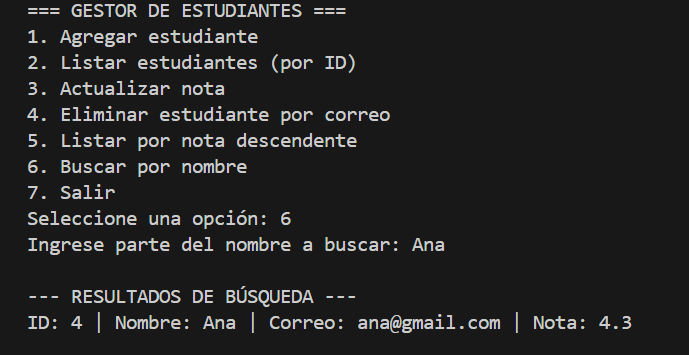 === GESTOR DE ESTUDIANTES ===
1. Agregar estudiante
2. Listar estudiantes (por ID)
3. Actualizar nota
4. Eliminar estudiante por correo
5. Listar por nota descendente
6. Buscar por nombre
7. Salir
Seleccione una opción: 6
Ingrese parte del nombre a buscar: Ana
--- RESULTADOS DE BÚSQUEDA ---
ID: 4 | Nombre: Ana | Correo: ana@gmail.com | Nota: 4.3